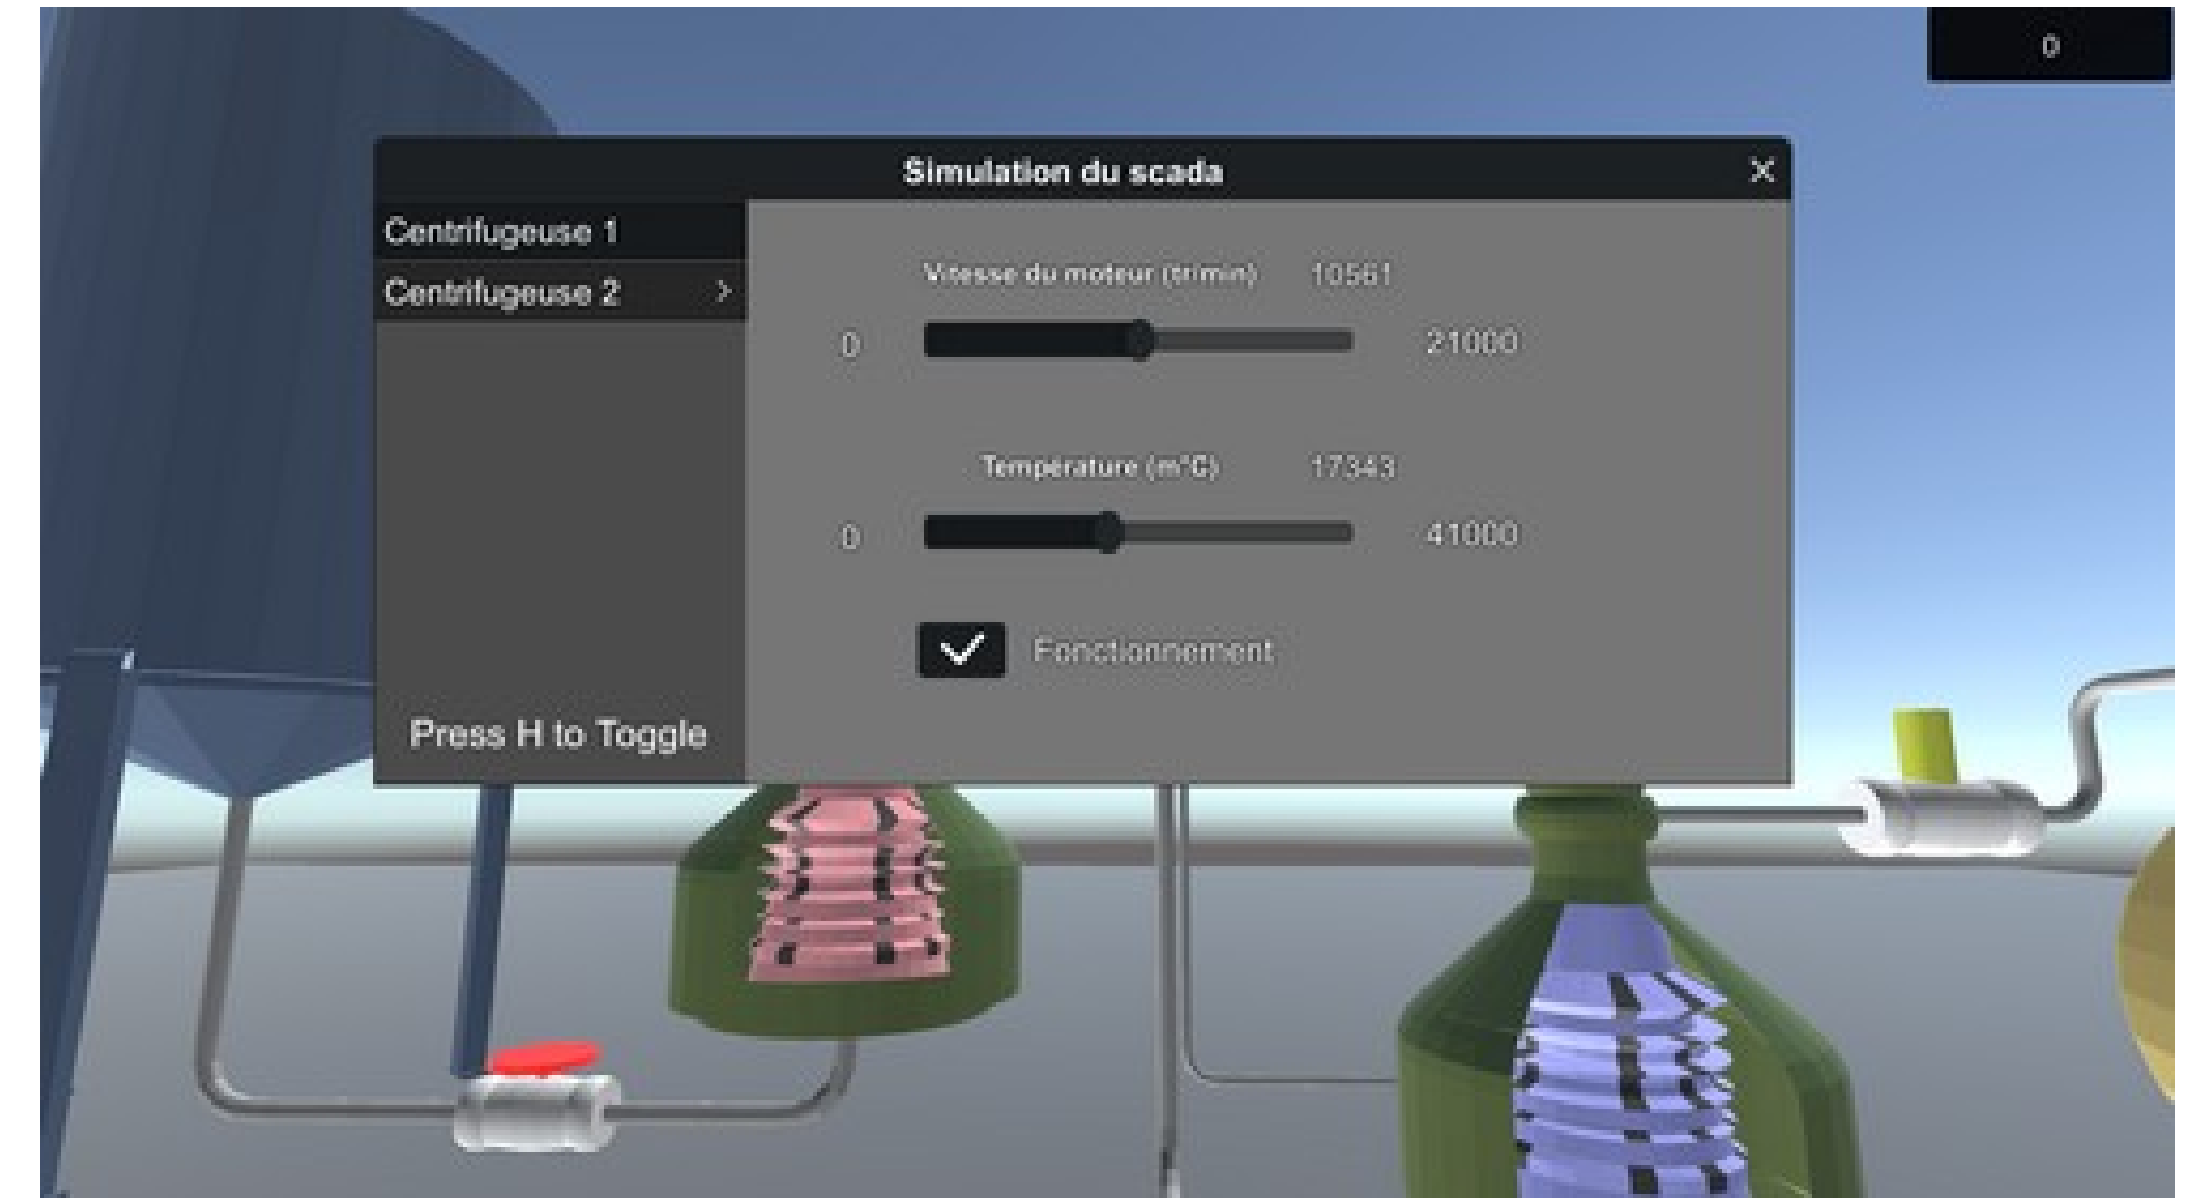 0
Simulation du scada X
Centrifugeuse 1
Centrifugeuse 2 >
Vitesse du moteur (tr/min) 10561
0 21000
Température (m°C) 17343
0 41000
Fonctionnement
Press H to Toggle